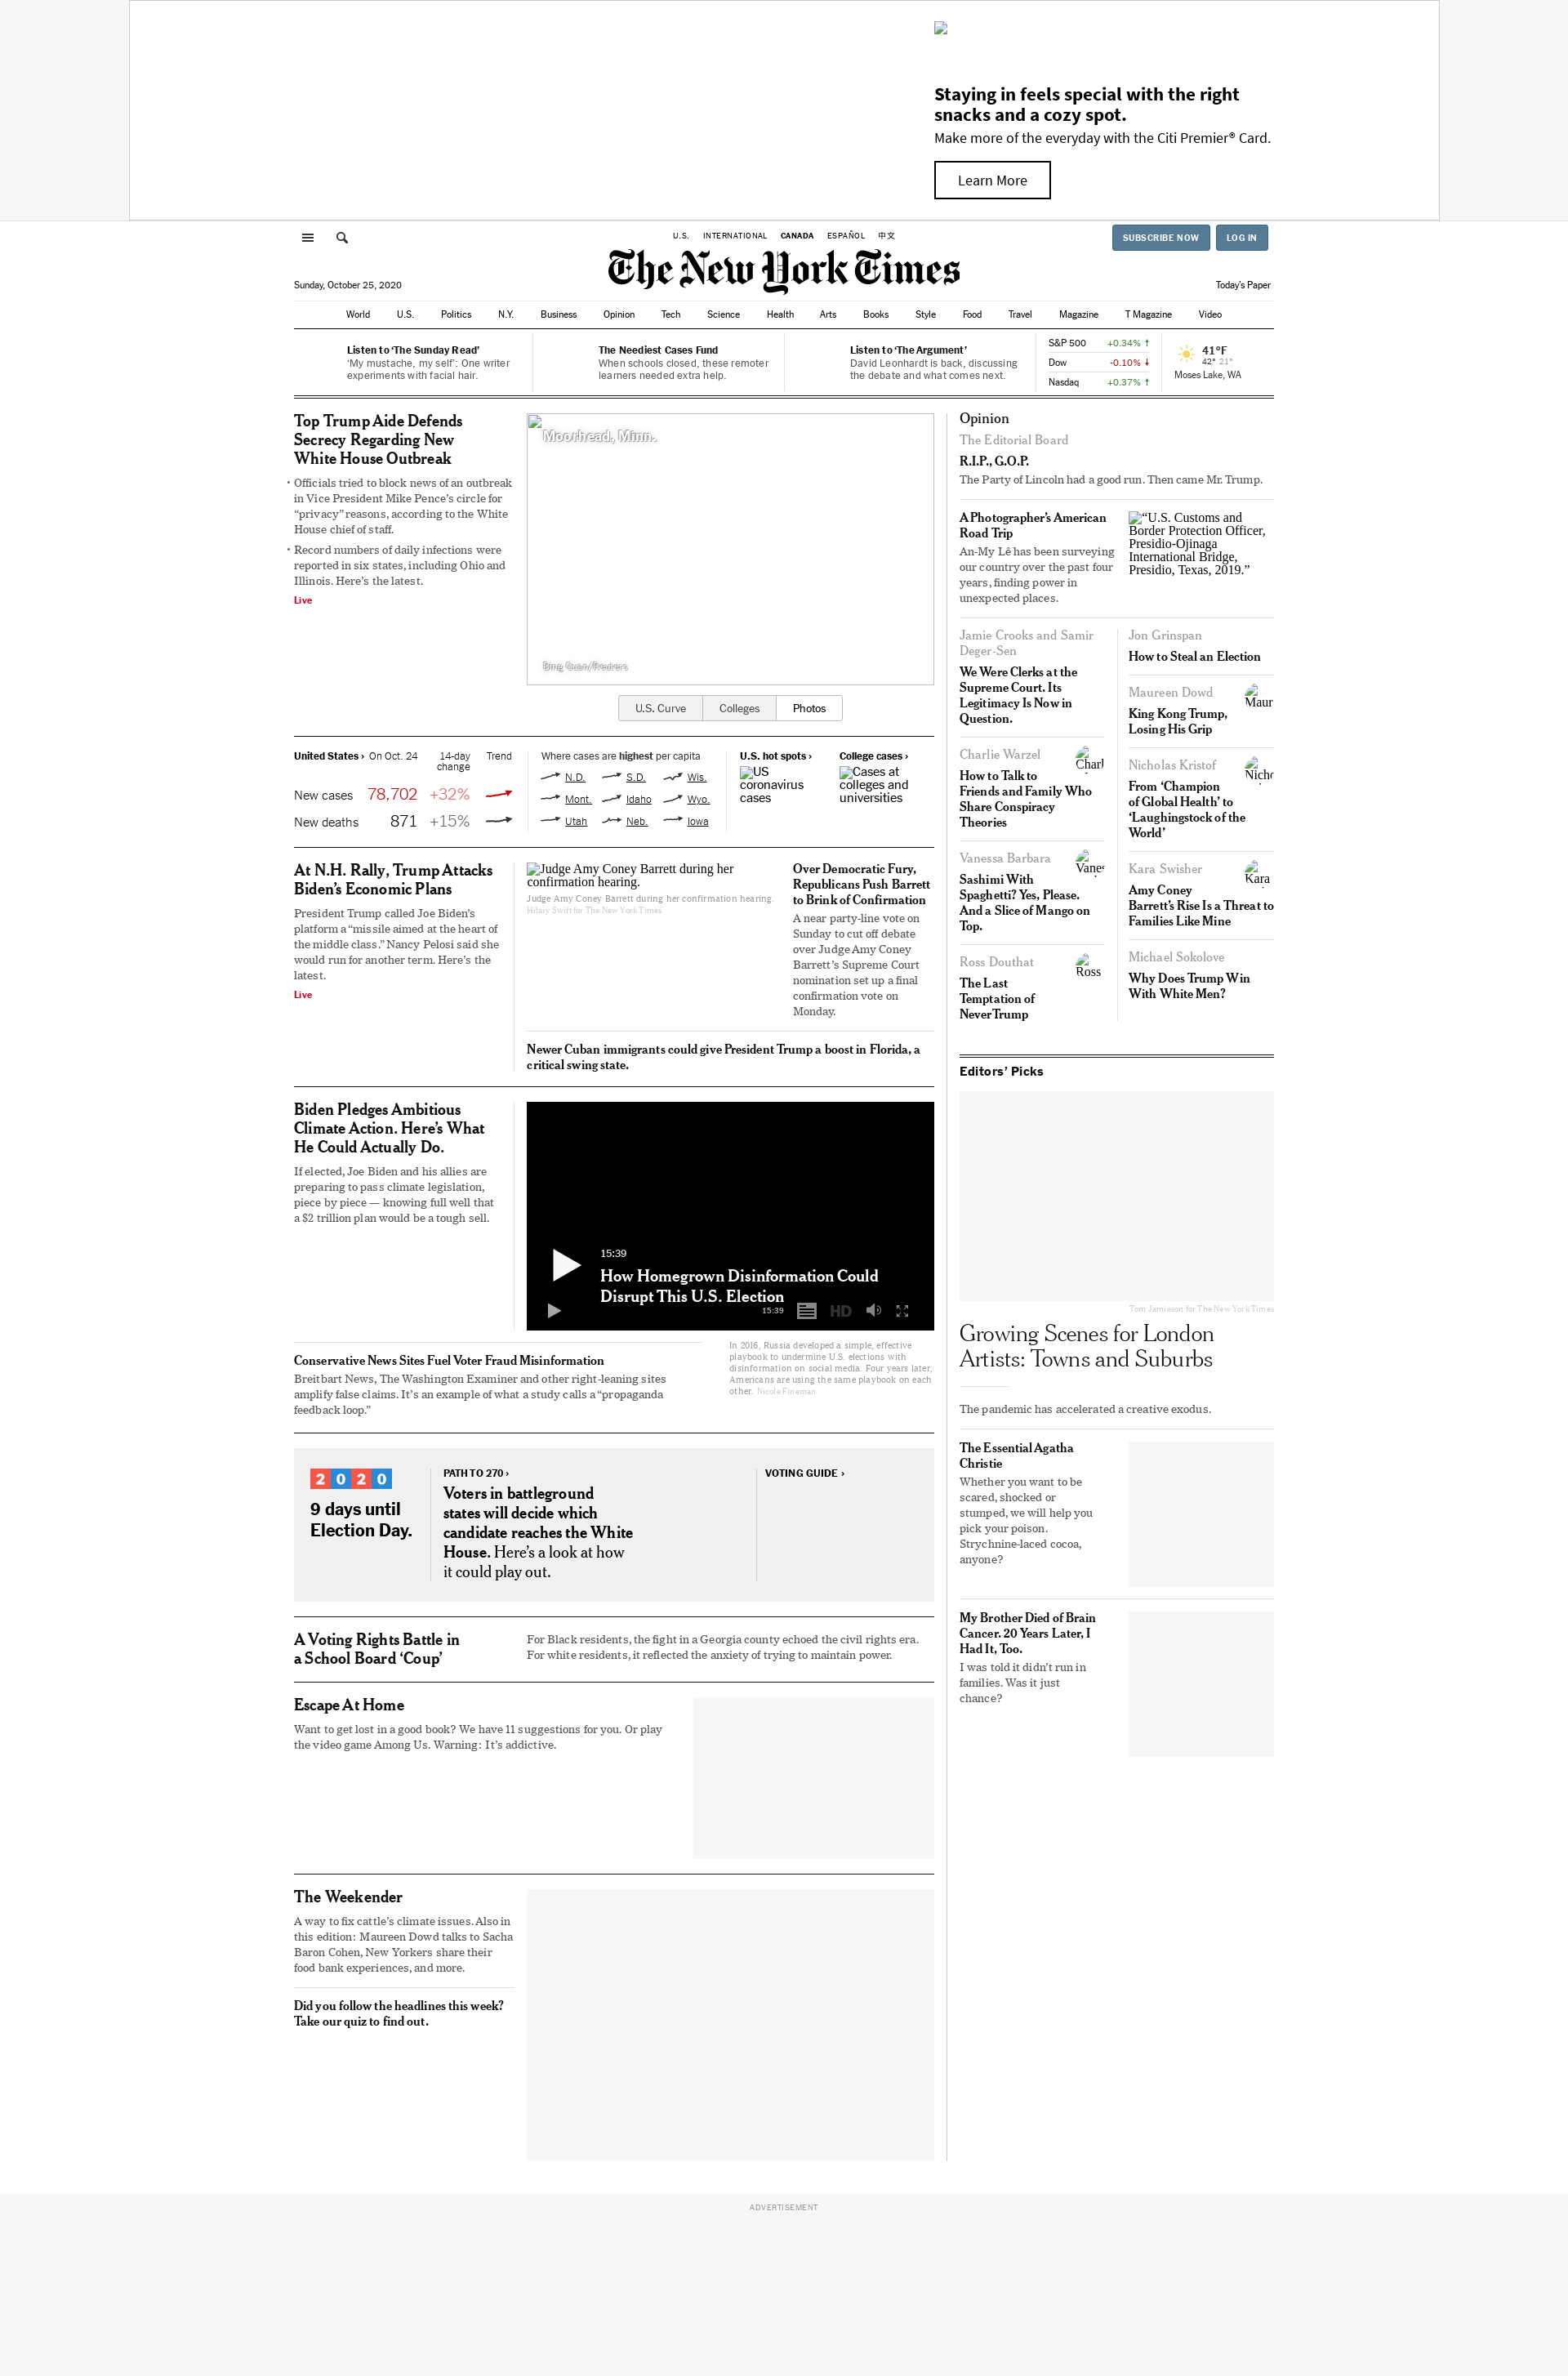 Staying in feels special with the right
snacks and a cozy spot.
Make more of the everyday with the Citi Premier® Card.
Learn More
U.S. INTERNATIONAL CANADA ESPAÑOL 中文
SUBSCRIBE NOW LOG IN
The New York Times
Sunday, October 25, 2020
Today's Paper
World U.S. Politics N.Y. Business Opinion Tech Science Health Arts Books Style Food Travel Magazine T Magazine Video
Listen to ‘The Sunday Read’
‘My mustache, my self’: One writer
experiments with facial hair.
The Neediest Cases Fund
When schools closed, these remoter
learners needed extra help.
Listen to ‘The Argument’
David Leonhardt is back, discussing
the debate and what comes next.
S&P 500 +0.34% ↑
Dow -0.10% ↓
Nasdaq +0.37% ↑
41°F
42° 21°
Moses Lake, WA
Top Trump Aide Defends
Secrecy Regarding New
White House Outbreak
• Officials tried to block news of an outbreak
in Vice President Mike Pence’s circle for
“privacy” reasons, according to the White
House chief of staff.
• Record numbers of daily infections were
reported in six states, including Ohio and
Illinois. Here’s the latest.
Live
Moorhead, Minn.
Bing Guan/Reuters
U.S. Curve Colleges Photos
United States › On Oct. 24 14-day
change Trend
New cases 78,702 +32%
New deaths 871 +15%
Where cases are highest per capita
N.D. S.D. Wis.
Mont. Idaho Wyo.
Utah Neb. Iowa
U.S. hot spots ›
US
coronavirus
cases
College cases ›
Cases at
colleges and
universities
At N.H. Rally, Trump Attacks
Biden’s Economic Plans
President Trump called Joe Biden’s
platform a “missile aimed at the heart of
the middle class.” Nancy Pelosi said she
would run for another term. Here’s the
latest.
Live
Judge Amy Coney Barrett during her
confirmation hearing.
Judge Amy Coney Barrett during her confirmation hearing.
Hilary Swift for The New York Times
Over Democratic Fury,
Republicans Push Barrett
to Brink of Confirmation
A near party-line vote on
Sunday to cut off debate
over Judge Amy Coney
Barrett’s Supreme Court
nomination set up a final
confirmation vote on
Monday.
Newer Cuban immigrants could give President Trump a boost in Florida, a
critical swing state.
Biden Pledges Ambitious
Climate Action. Here’s What
He Could Actually Do.
If elected, Joe Biden and his allies are
preparing to pass climate legislation,
piece by piece — knowing full well that
a $2 trillion plan would be a tough sell.
15:39
How Homegrown Disinformation Could
Disrupt This U.S. Election
15:39 HD
In 2016, Russia developed a simple, effective
playbook to undermine U.S. elections with
disinformation on social media. Four years later,
Americans are using the same playbook on each
other. Nicole Fineman
Conservative News Sites Fuel Voter Fraud Misinformation
Breitbart News, The Washington Examiner and other right-leaning sites
amplify false claims. It’s an example of what a study calls a “propaganda
feedback loop.”
2020
9 days until
Election Day.
PATH TO 270 ›
Voters in battleground
states will decide which
candidate reaches the White
House. Here’s a look at how
it could play out.
VOTING GUIDE ›
A Voting Rights Battle in
a School Board ‘Coup’
For Black residents, the fight in a Georgia county echoed the civil rights era.
For white residents, it reflected the anxiety of trying to maintain power.
Escape At Home
Want to get lost in a good book? We have 11 suggestions for you. Or play
the video game Among Us. Warning: It’s addictive.
The Weekender
A way to fix cattle’s climate issues. Also in
this edition: Maureen Dowd talks to Sacha
Baron Cohen, New Yorkers share their
food bank experiences, and more.
Did you follow the headlines this week?
Take our quiz to find out.
Opinion
The Editorial Board
R.I.P., G.O.P.
The Party of Lincoln had a good run. Then came Mr. Trump.
A Photographer’s American
Road Trip
An-My Lê has been surveying
our country over the past four
years, finding power in
unexpected places.
“U.S. Customs and
Border Protection Officer,
Presidio-Ojinaga
International Bridge,
Presidio, Texas, 2019.”
Jamie Crooks and Samir
Deger-Sen
We Were Clerks at the
Supreme Court. Its
Legitimacy Is Now in
Question.
Charlie Warzel
How to Talk to
Friends and Family Who
Share Conspiracy
Theories
Vanessa Barbara
Sashimi With
Spaghetti? Yes, Please.
And a Slice of Mango on
Top.
Ross Douthat
Ross
The Last
Temptation of
NeverTrump
Jon Grinspan
How to Steal an Election
Maureen Dowd
Maur
King Kong Trump,
Losing His Grip
Nicholas Kristof
From ‘Champion
of Global Health’ to
‘Laughingstock of the
World’
Kara Swisher
Kara
Amy Coney
Barrett’s Rise Is a Threat to
Families Like Mine
Michael Sokolove
Why Does Trump Win
With White Men?
Editors’ Picks
Tom Jamieson for The New York Times
Growing Scenes for London
Artists: Towns and Suburbs
The pandemic has accelerated a creative exodus.
The Essential Agatha
Christie
Whether you want to be
scared, shocked or
stumped, we will help you
pick your poison.
Strychnine-laced cocoa,
anyone?
My Brother Died of Brain
Cancer. 20 Years Later, I
Had It, Too.
I was told it didn’t run in
families. Was it just
chance?
ADVERTISEMENT